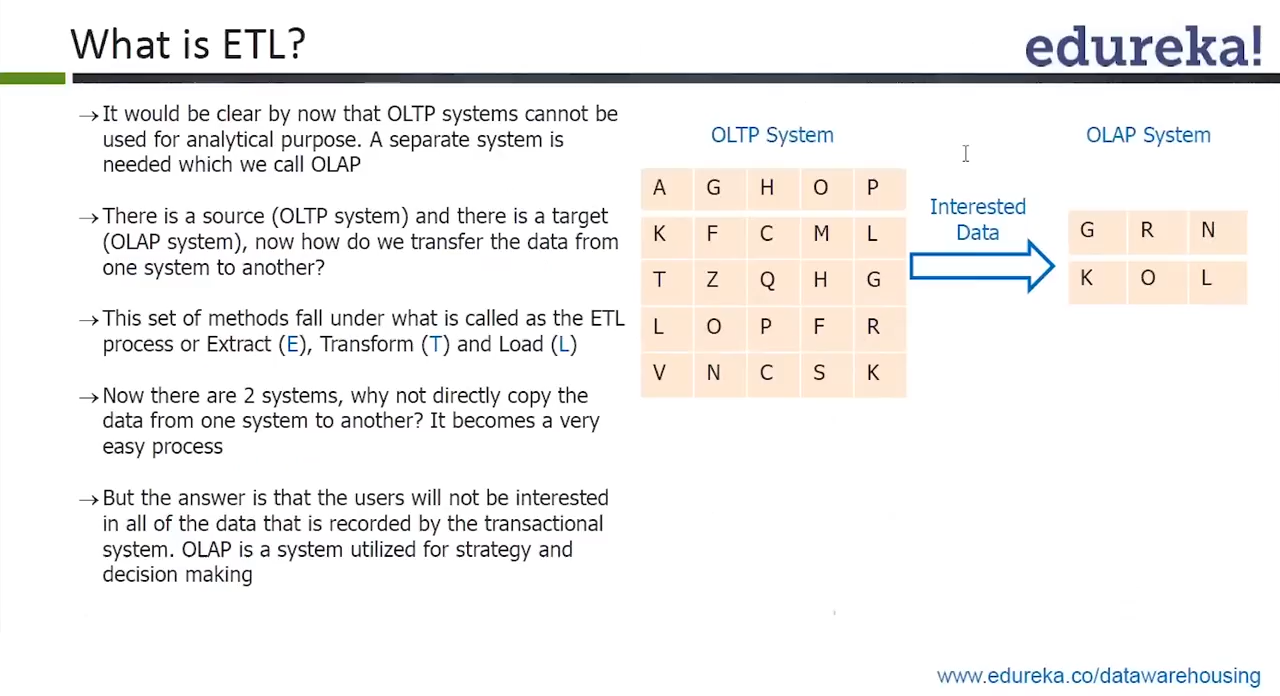 What is ETL?
edureka!
→It would be clear by now that OLTP systems cannot be
used for analytical purpose. A separate system is
needed which we call OLAP
→There is a source (OLTP system) and there is a target
(OLAP system), now how do we transfer the data from
one system to another?
→This set of methods fall under what is called as the ETL
process or Extract (E), Transform (T) and Load (L)
→Now there are 2 systems, why not directly copy the
data from one system to another? It becomes a very
easy process
→But the answer is that the users will not be interested
in all of the data that is recorded by the transactional
system. OLAP is a system utilized for strategy and
decision making
OLTP System
A G H O P
K F C M L
T Z Q H G
L O P F R
V N C S K
Interested
Data
OLAP System
G R N
K O L
www.edureka.co/datawarehousing